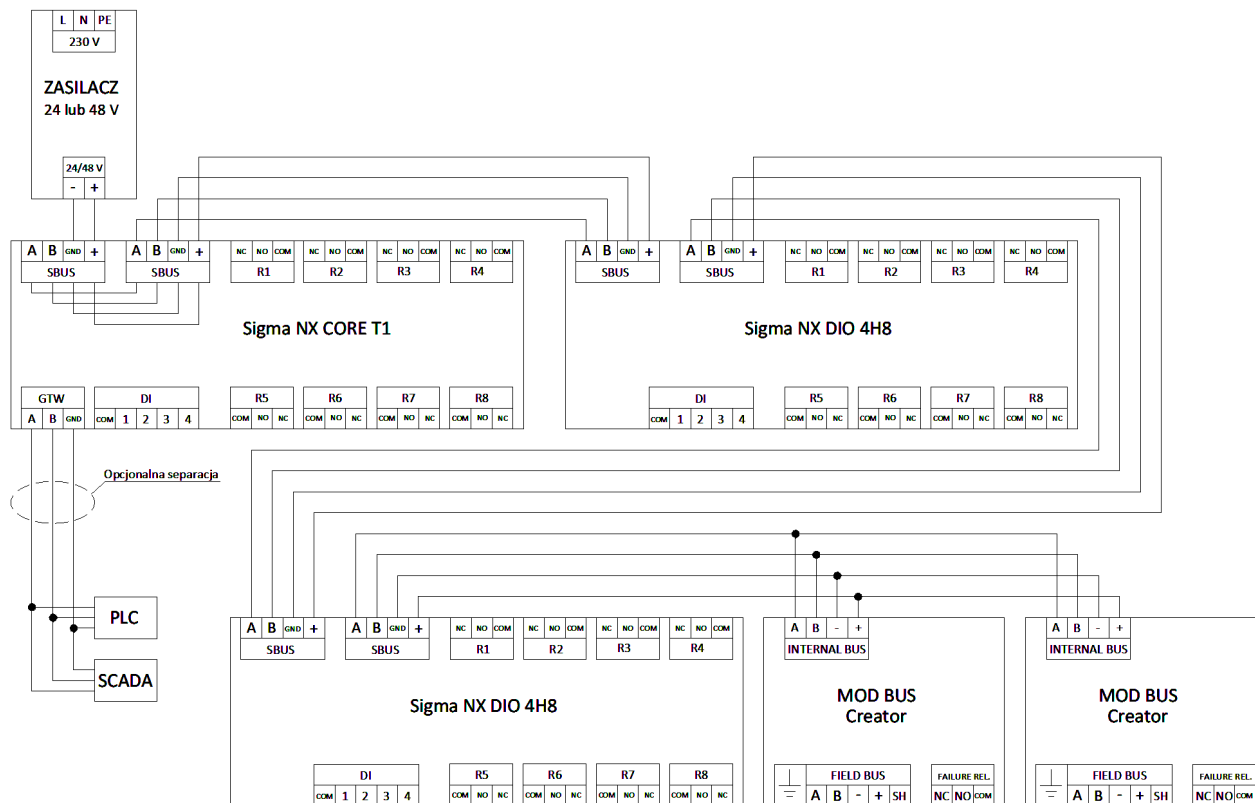 L N PE
230 V
ZASILACZ
24 lub 48 V
24/48 V
- +
A B GND +
SBUS
A B GND +
SBUS
NC NO COM
R1
NC NO COM
R2
NC NO COM
R3
NC NO COM
R4
Sigma NX CORE T1
GTW
A B GND
DI
COM 1 2 3 4
R5
COM NO NC
R6
COM NO NC
R7
COM NO NC
R8
COM NO NC
A B GND +
SBUS
A B GND +
SBUS
NC NO COM
R1
NC NO COM
R2
NC NO COM
R3
NC NO COM
R4
Sigma NX DIO 4H8
DI
COM 1 2 3 4
R5
COM NO NC
R6
COM NO NC
R7
COM NO NC
R8
COM NO NC
Opcjonalna separacja
PLC
SCADA
A B GND +
SBUS
A B GND +
SBUS
NC NO COM
R1
NC NO COM
R2
NC NO COM
R3
NC NO COM
R4
Sigma NX DIO 4H8
DI
COM 1 2 3 4
R5
COM NO NC
R6
COM NO NC
R7
COM NO NC
R8
COM NO NC
A B - +
INTERNAL BUS
MOD BUS
Creator
FIELD BUS
A B - + SH
FAILURE REL.
NC NO COM
A B - +
INTERNAL BUS
MOD BUS
Creator
FIELD BUS
A B - + SH
FAILURE REL.
NC NO COM